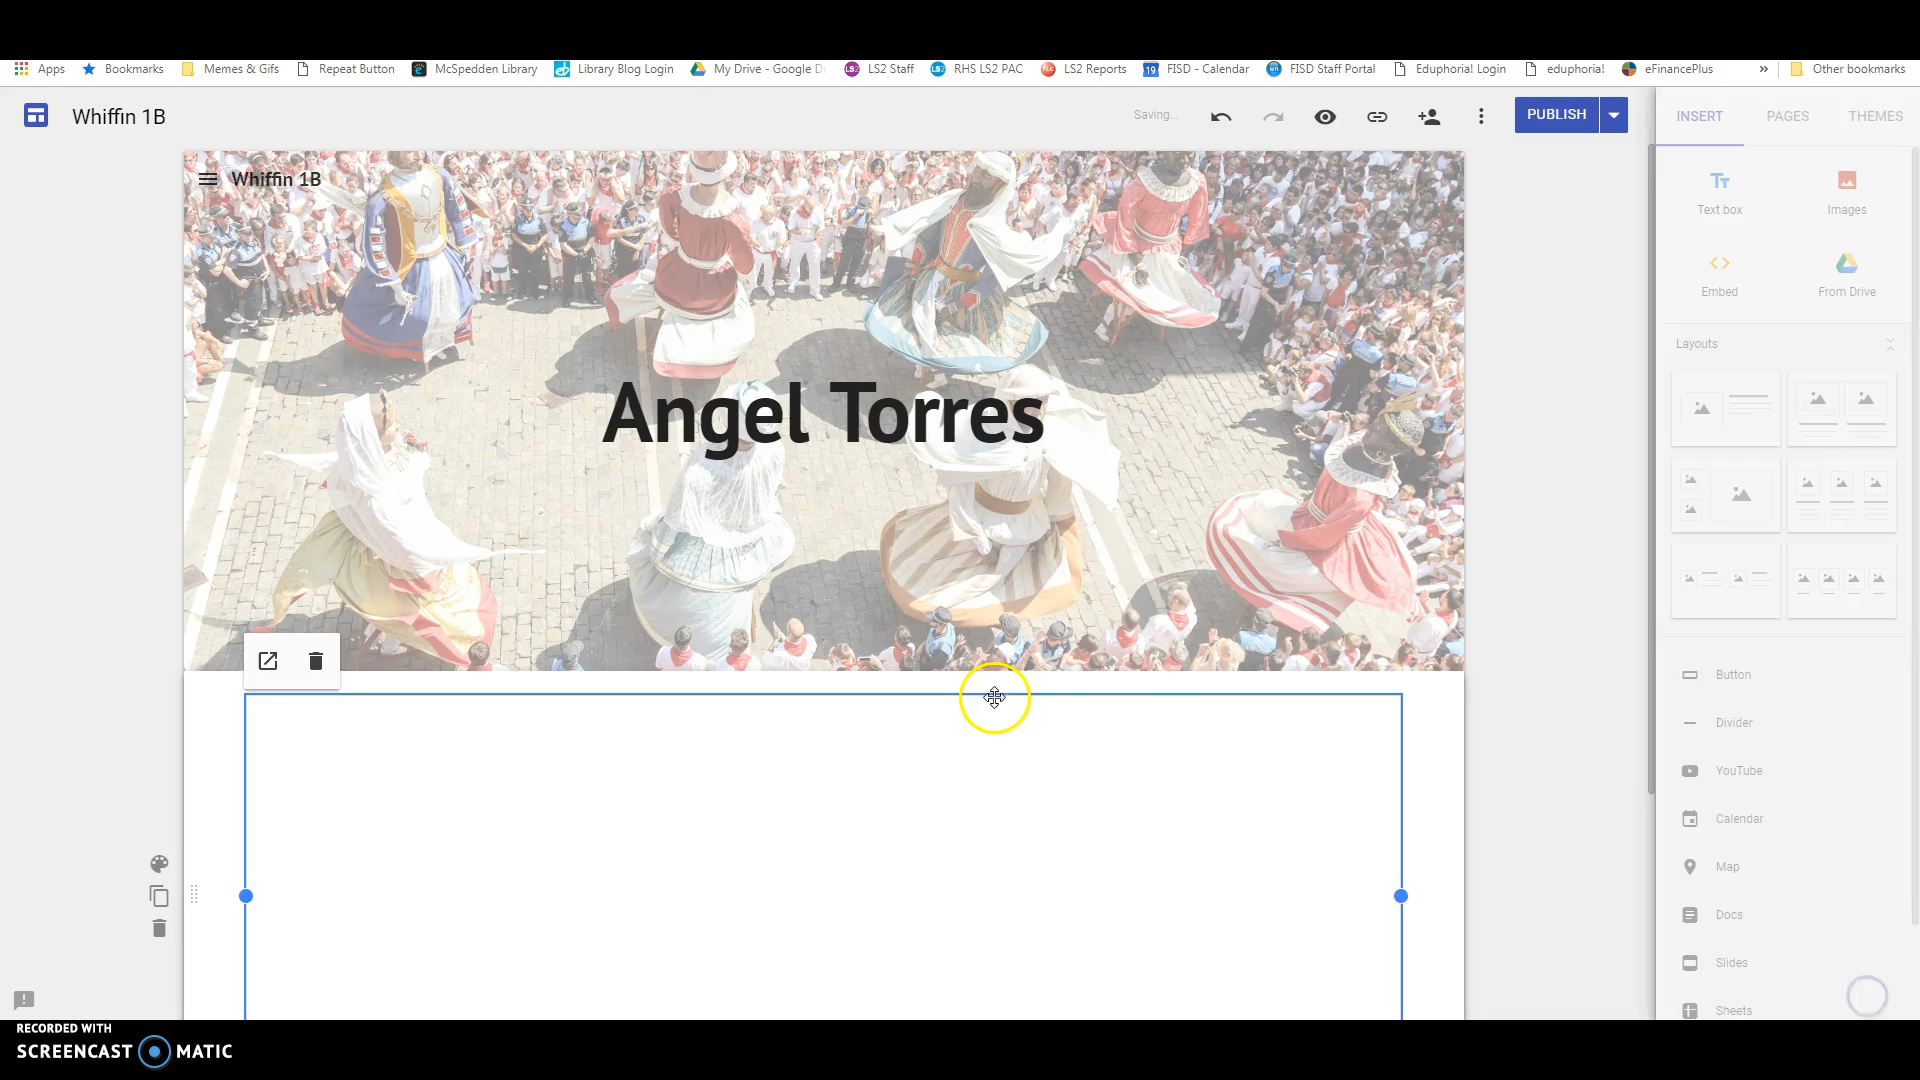 Apps Bookmarks Memes & Gifs Repeat Button McSpedden Library Library Blog Login My Drive - Google D LS2 Staff RHS LS2 PAC LS2 Reports FISD - Calendar FISD Staff Portal Eduphoria! Login eduphoria! eFinancePlus » Other bookmarks
Whiffin 1B Saving... PUBLISH
INSERT PAGES THEMES
Whiffin 1B
Text box Images
Embed From Drive
Layouts
Angel Torres
Button
Divider
YouTube
Calendar
Map
Docs
Slides
Sheets
RECORDED WITH
SCREENCAST MATIC